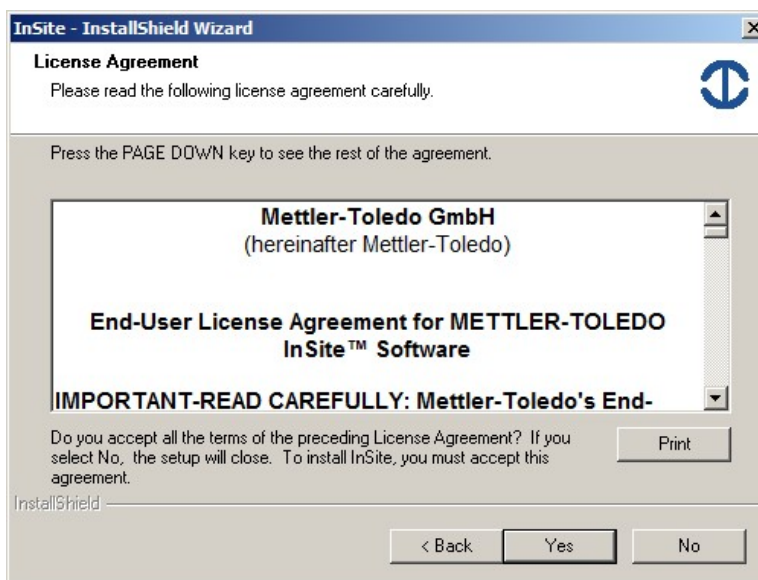 InSite - InstallShield Wizard
License Agreement
Please read the following license agreement carefully.
Press the PAGE DOWN key to see the rest of the agreement.
Mettler-Toledo GmbH
(hereinafter Mettler-Toledo)
End-User License Agreement for METTLER-TOLEDO
InSite™ Software
IMPORTANT-READ CAREFULLY: Mettler-Toledo's End-
Do you accept all the terms of the preceding License Agreement? If you
select No, the setup will close. To install InSite, you must accept this
agreement.
Print
InstallShield
< Back
Yes
No